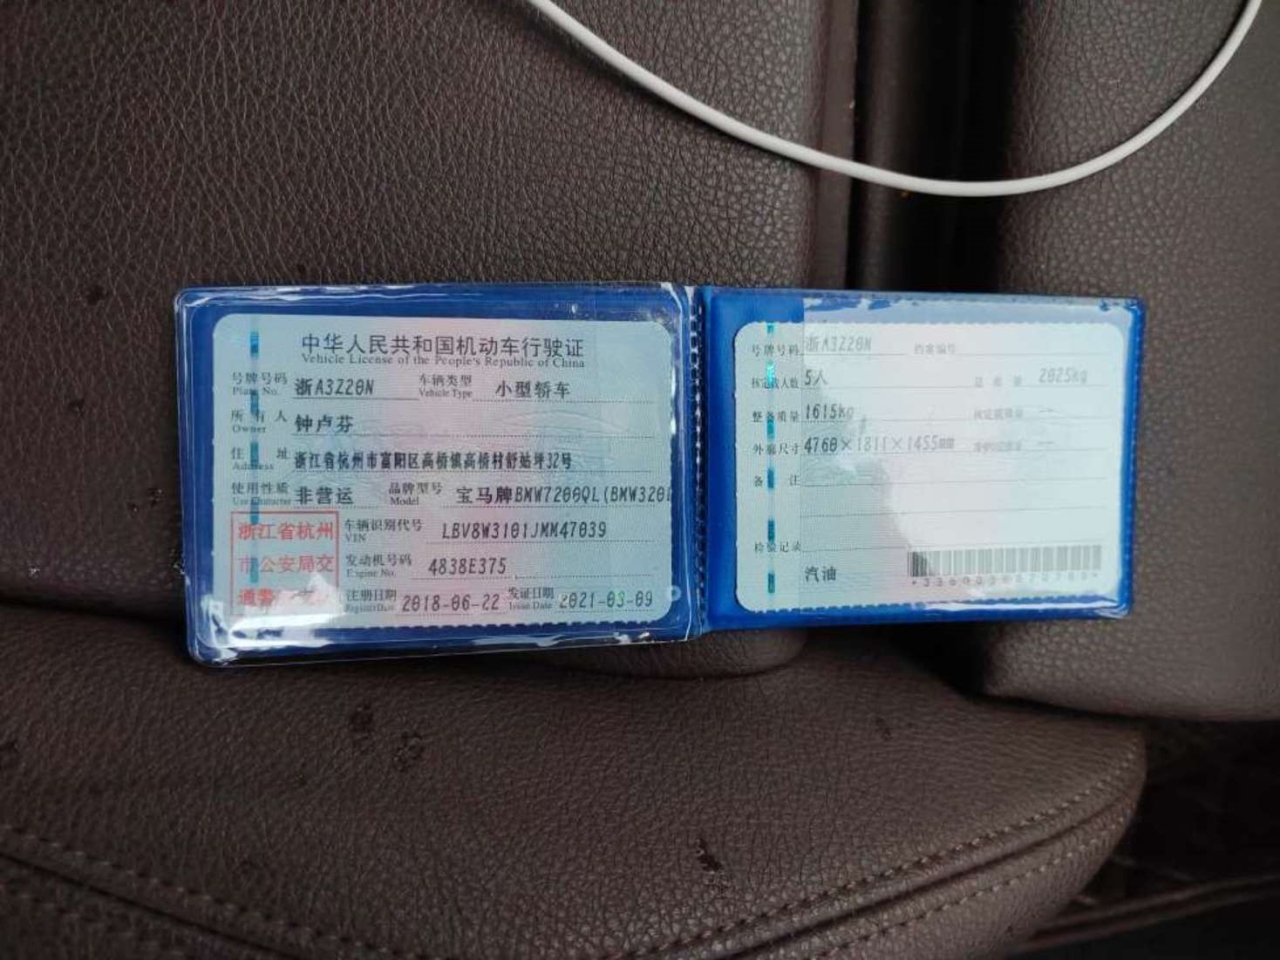 中华人民共和国机动车行驶证
Vehicle License of the People's Republic of China
号牌号码 浙A3Z20N 车辆类型 小型轿车
Plate No. Vehicle Type
所有人 钟卢芬
Owner
住址 浙江省杭州市富阳区高桥镇高桥村舒姑坪32号
Address
使用性质 非营运 品牌型号 宝马牌BMW7200QL(BMW320
Use Character Model
浙江省杭州
市公安局交
通警
车辆识别代号 LBV8W3101JMM47039
VIN
发动机号码 4838E375
Engine No.
注册日期 2018-06-22 发证日期 2021-03-09
Register Date Issue Date
号牌号码 浙A3Z20N 档案编号
核定载人数 5人 总质量 2025kg
整备质量 1615kg 核定载质量
外廓尺寸 4760×1811×1455mm
备注
检验记录
汽油